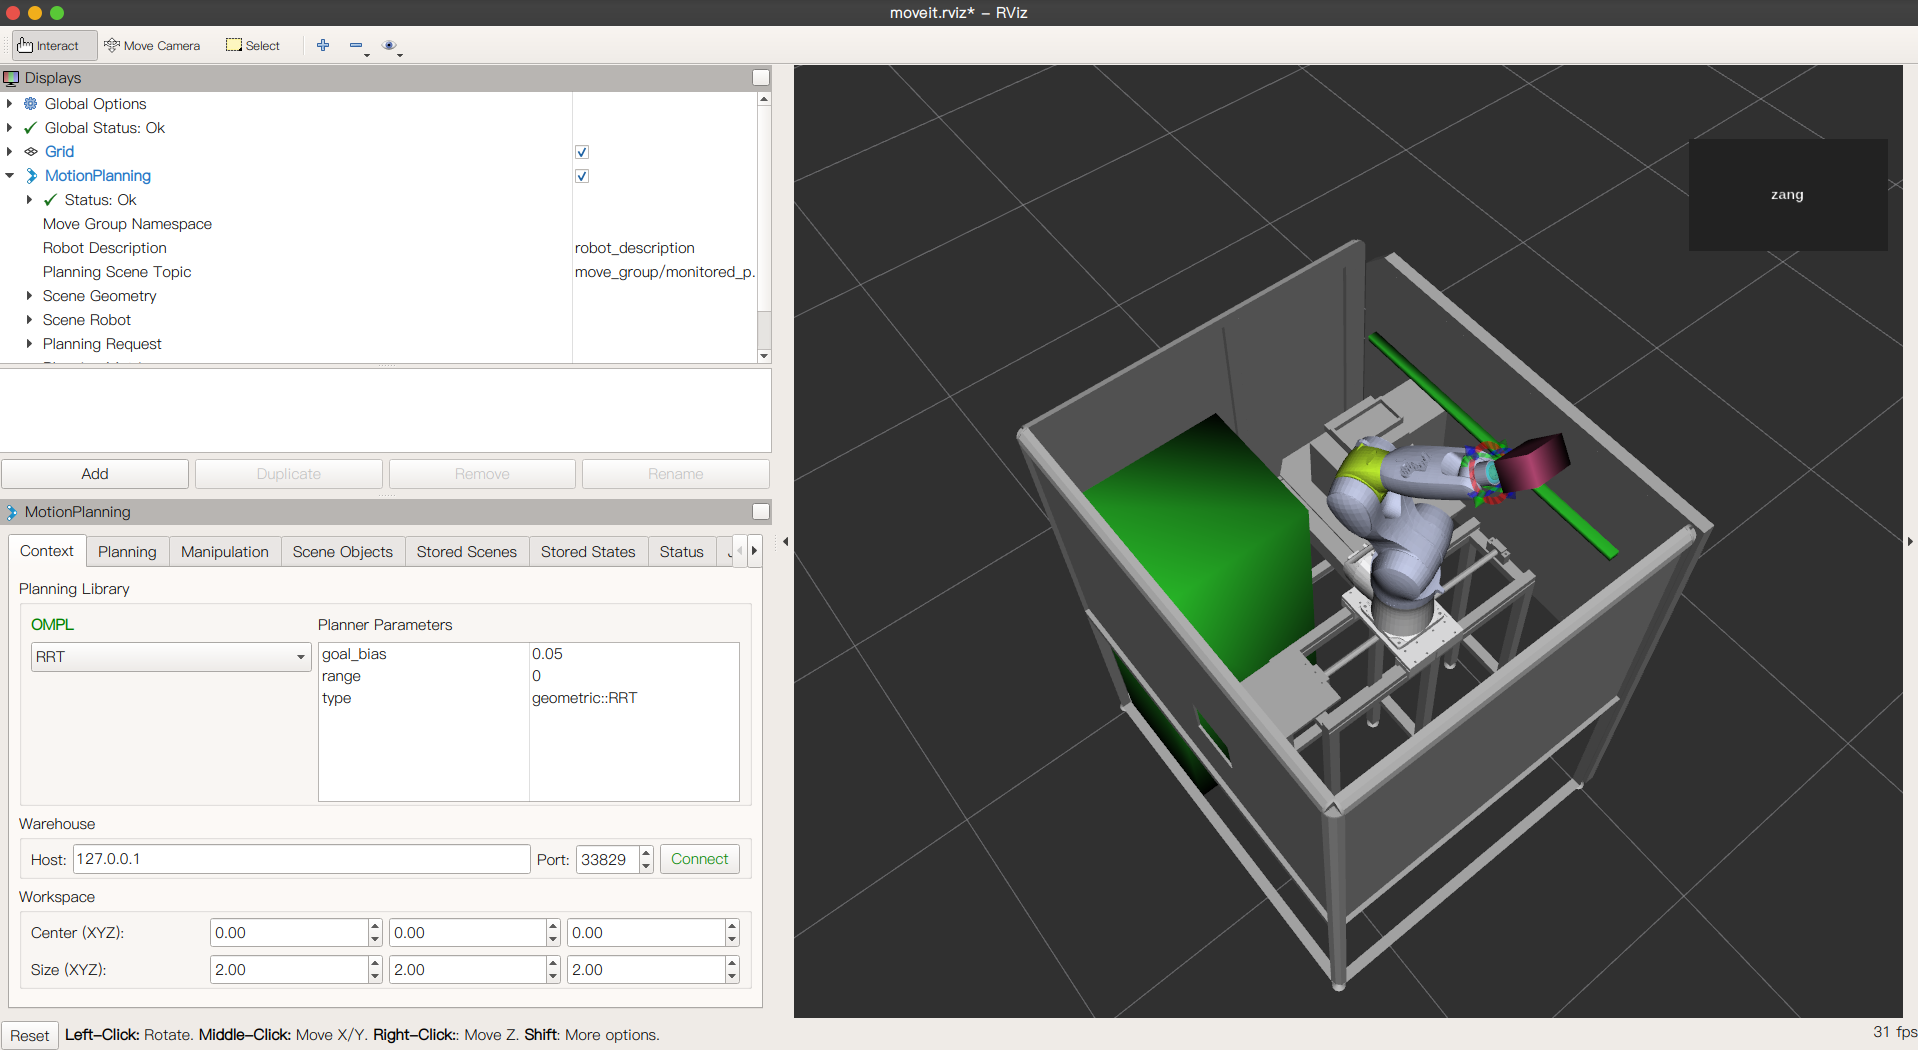 moveit.rviz* – RViz
Interact Move Camera Select
Displays
Global Options
Global Status: Ok
Grid
MotionPlanning
Status: Ok
Move Group Namespace
Robot Description robot_description
Planning Scene Topic move_group/monitored_p.
Scene Geometry
Scene Robot
Planning Request
Add Duplicate Remove Rename
MotionPlanning
Context Planning Manipulation Scene Objects Stored Scenes Stored States Status
Planning Library
OMPL Planner Parameters
RRT
goal_bias 0.05
range 0
type geometric::RRT
Warehouse
Host: 127.0.0.1 Port: 33829 Connect
Workspace
Center (XYZ): 0.00 0.00 0.00
Size (XYZ): 2.00 2.00 2.00
Reset Left-Click: Rotate. Middle-Click: Move X/Y. Right-Click:: Move Z. Shift: More options.
zang
31 fps